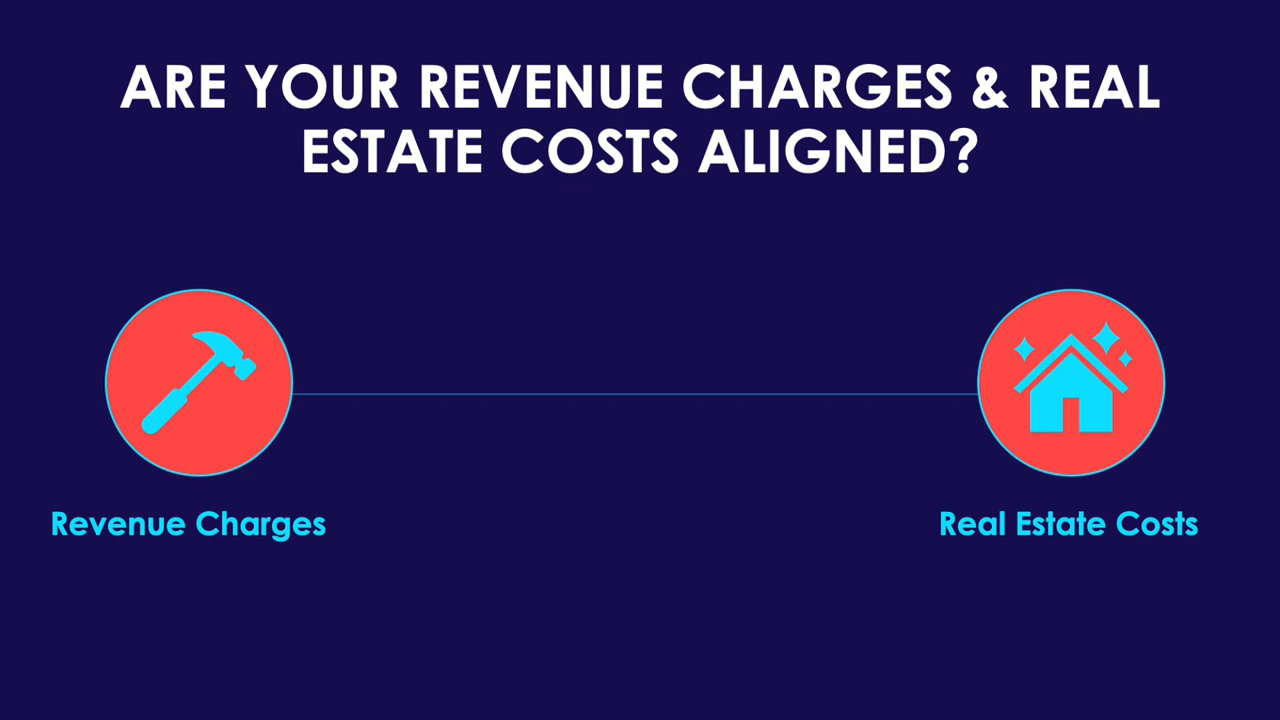 ARE YOUR REVENUE CHARGES & REAL
ESTATE COSTS ALIGNED?
Revenue Charges
Real Estate Costs